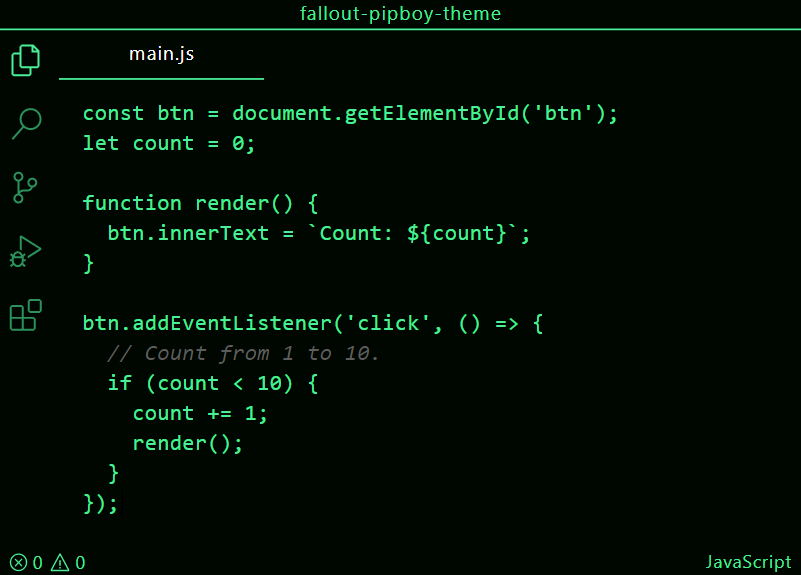 fallout-pipboy-theme
main.js
const btn = document.getElementById('btn');
let count = 0;
function render() {
  btn.innerText = `Count: ${count}`;
}
btn.addEventListener('click', () => {
  // Count from 1 to 10.
  if (count < 10) {
    count += 1;
    render();
  }
});
0 0
JavaScript